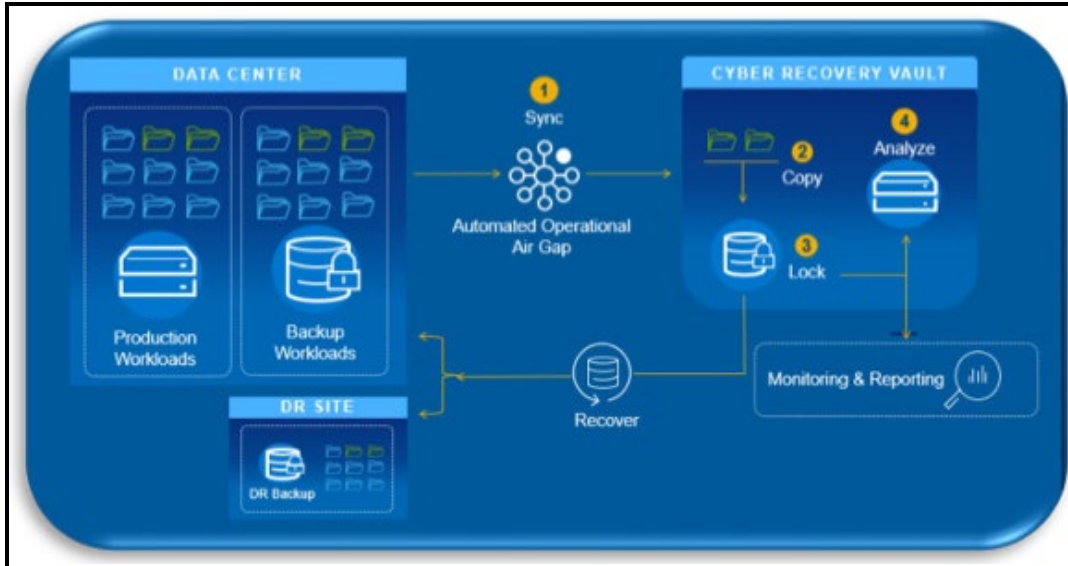 DATA CENTER
Production
Workloads
Backup
Workloads
1
Sync
Automated Operational
Air Gap
CYBER RECOVERY VAULT
2
Copy
4
Analyze
3
Lock
Monitoring & Reporting
Recover
DR SITE
DR Backup